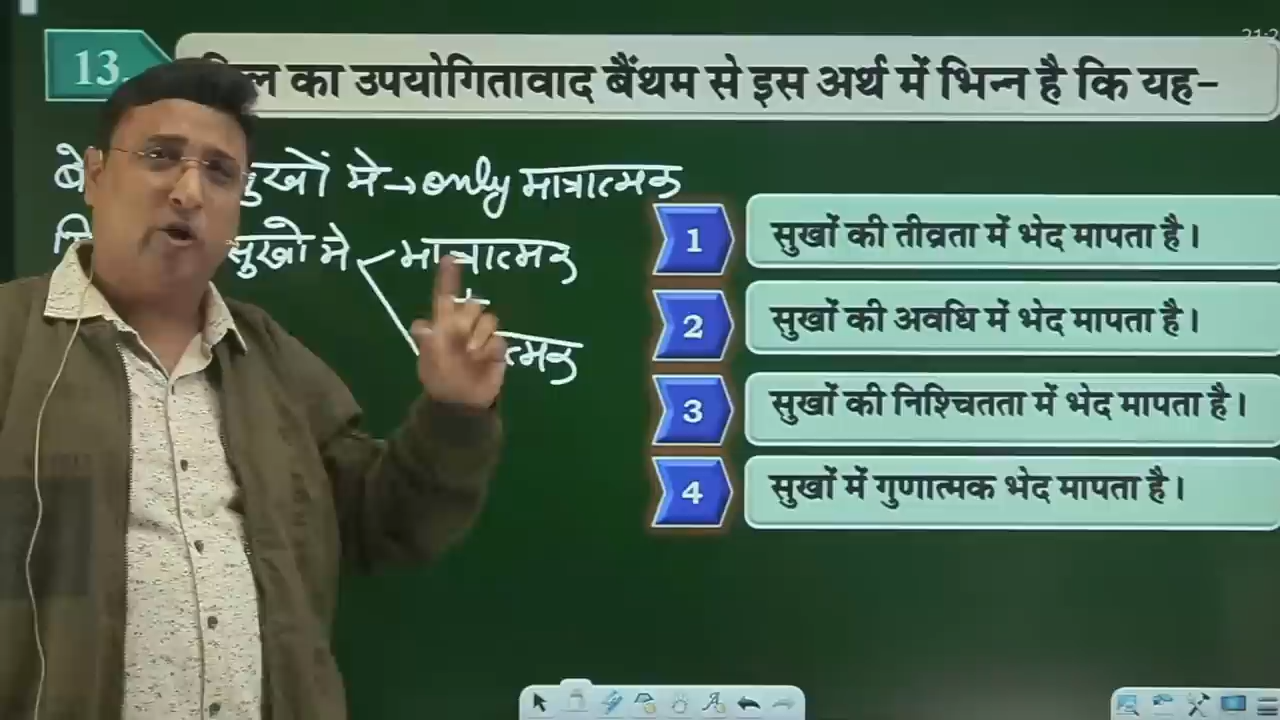 13.
का उपयोगितावाद बैंथम से इस अर्थ में भिन्न है कि यह-
सुखों मे → only मात्रात्मक
सुखो मे मात्रात्मक
+
1 सुखों की तीव्रता में भेद मापता है।
2 सुखों की अवधि में भेद मापता है।
3 सुखों की निश्चितता में भेद मापता है।
4 सुखों में गुणात्मक भेद मापता है।